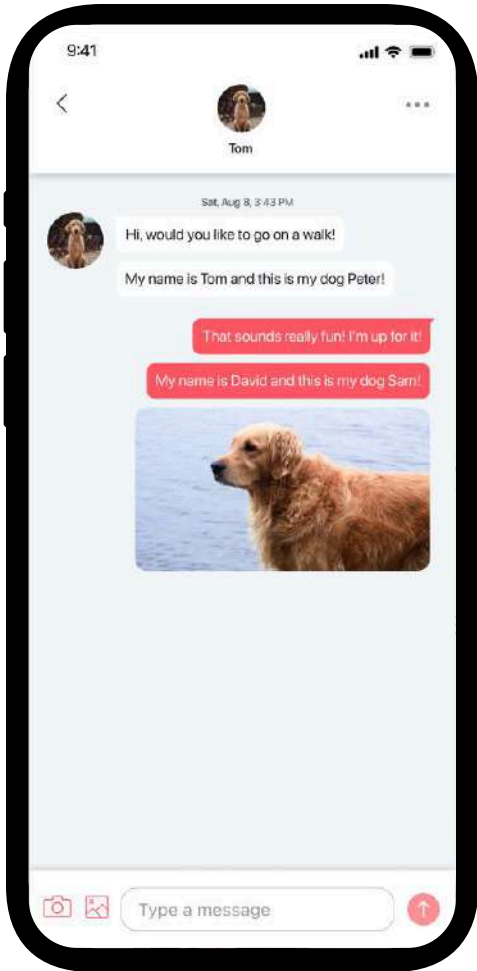 9:41
Tom
Sat, Aug 8, 3:43 PM
Hi, would you like to go on a walk!
My name is Tom and this is my dog Peter!
That sounds really fun! I'm up for it!
My name is David and this is my dog Sam!
Type a message